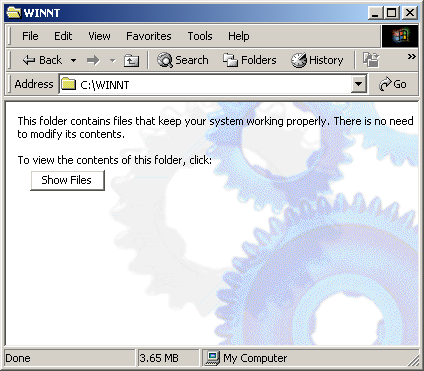 WINNT
File Edit View Favorites Tools Help
Back Search Folders History »
Address C:\WINNT Go
This folder contains files that keep your system working properly. There is no need
to modify its contents.
To view the contents of this folder, click:
Show Files
Done 3.65 MB My Computer